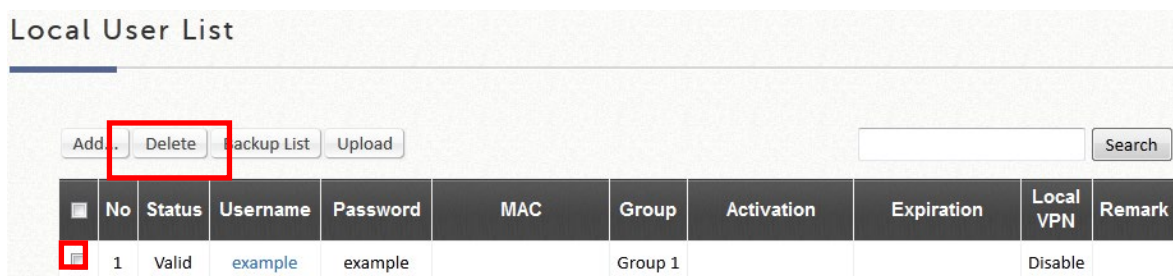 Local User List
Add... Delete Backup List Upload Search
No Status Username Password MAC Group Activation Expiration Local VPN Remark
1 Valid example example Group 1 Disable